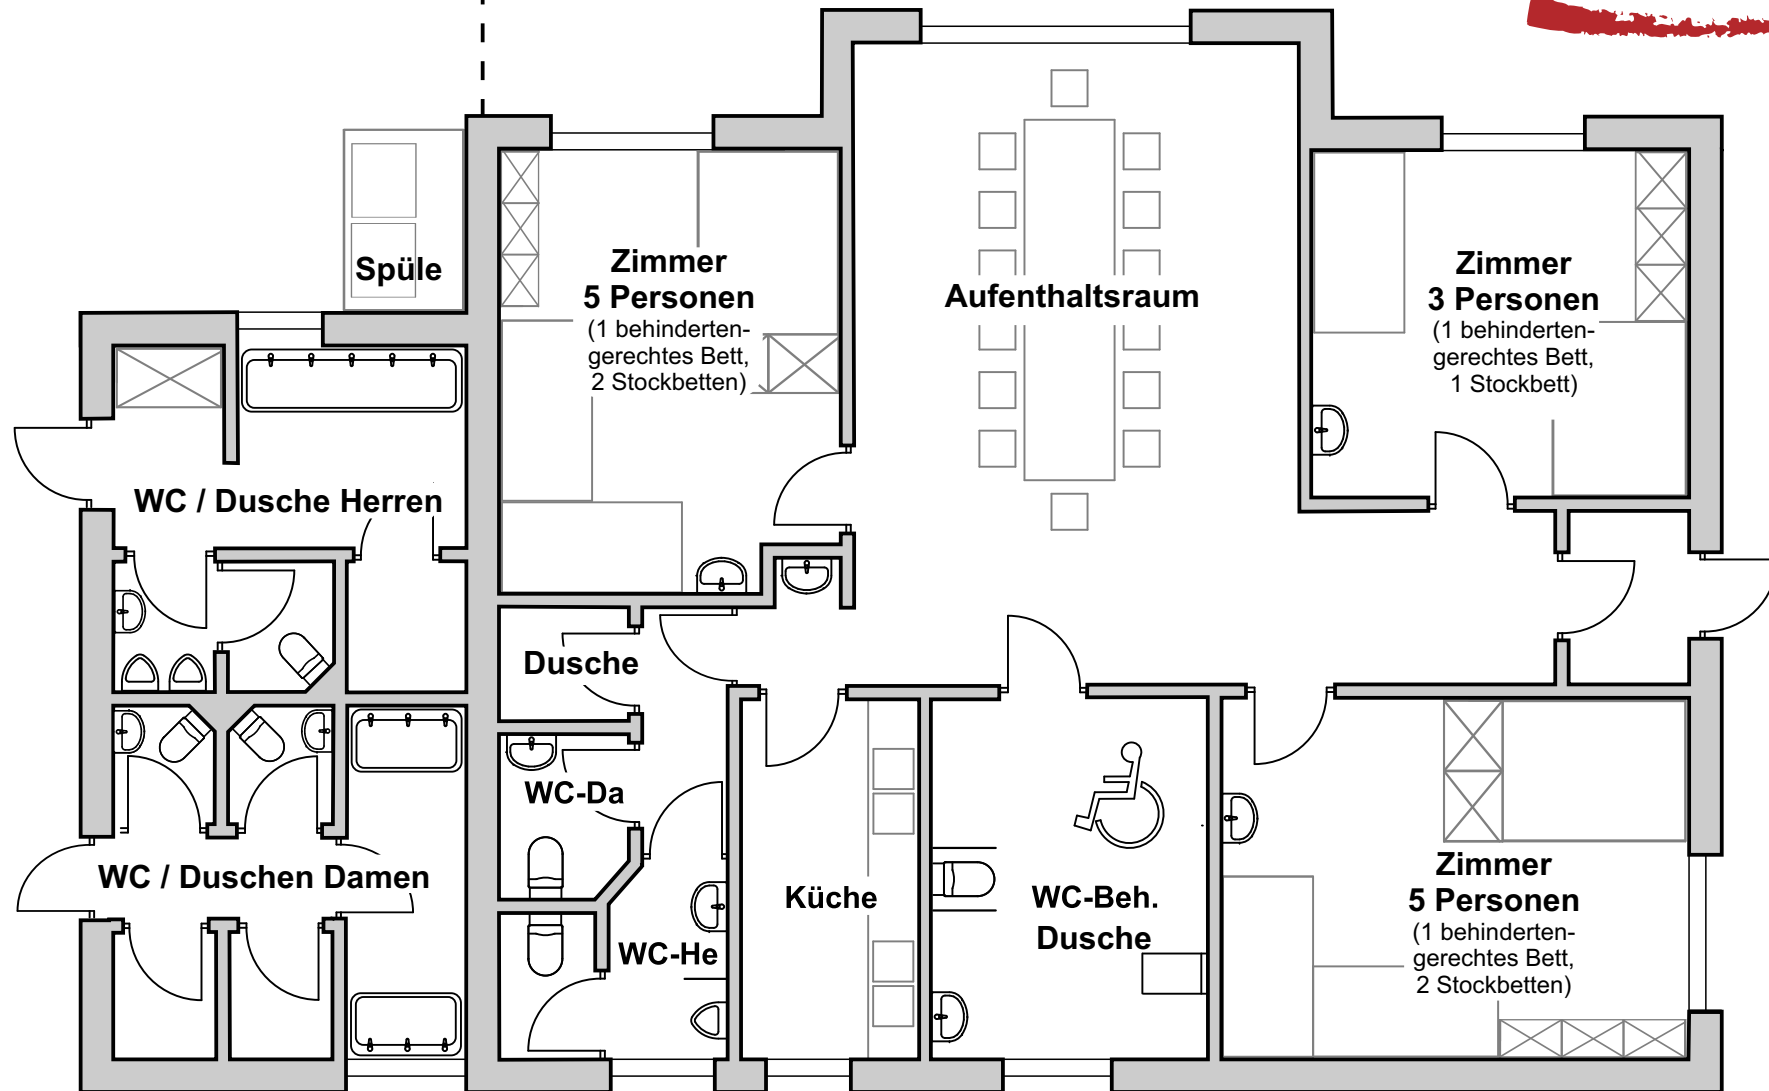 Spüle
Zimmer
5 Personen
(1 behinderten-
gerechtes Bett,
2 Stockbetten)
Aufenthaltsraum
Zimmer
3 Personen
(1 behinderten-
gerechtes Bett,
1 Stockbett)
WC / Dusche Herren
Dusche
WC-Da
WC / Duschen Damen
WC-He
Küche
WC-Beh.
Dusche
Zimmer
5 Personen
(1 behinderten-
gerechtes Bett,
2 Stockbetten)